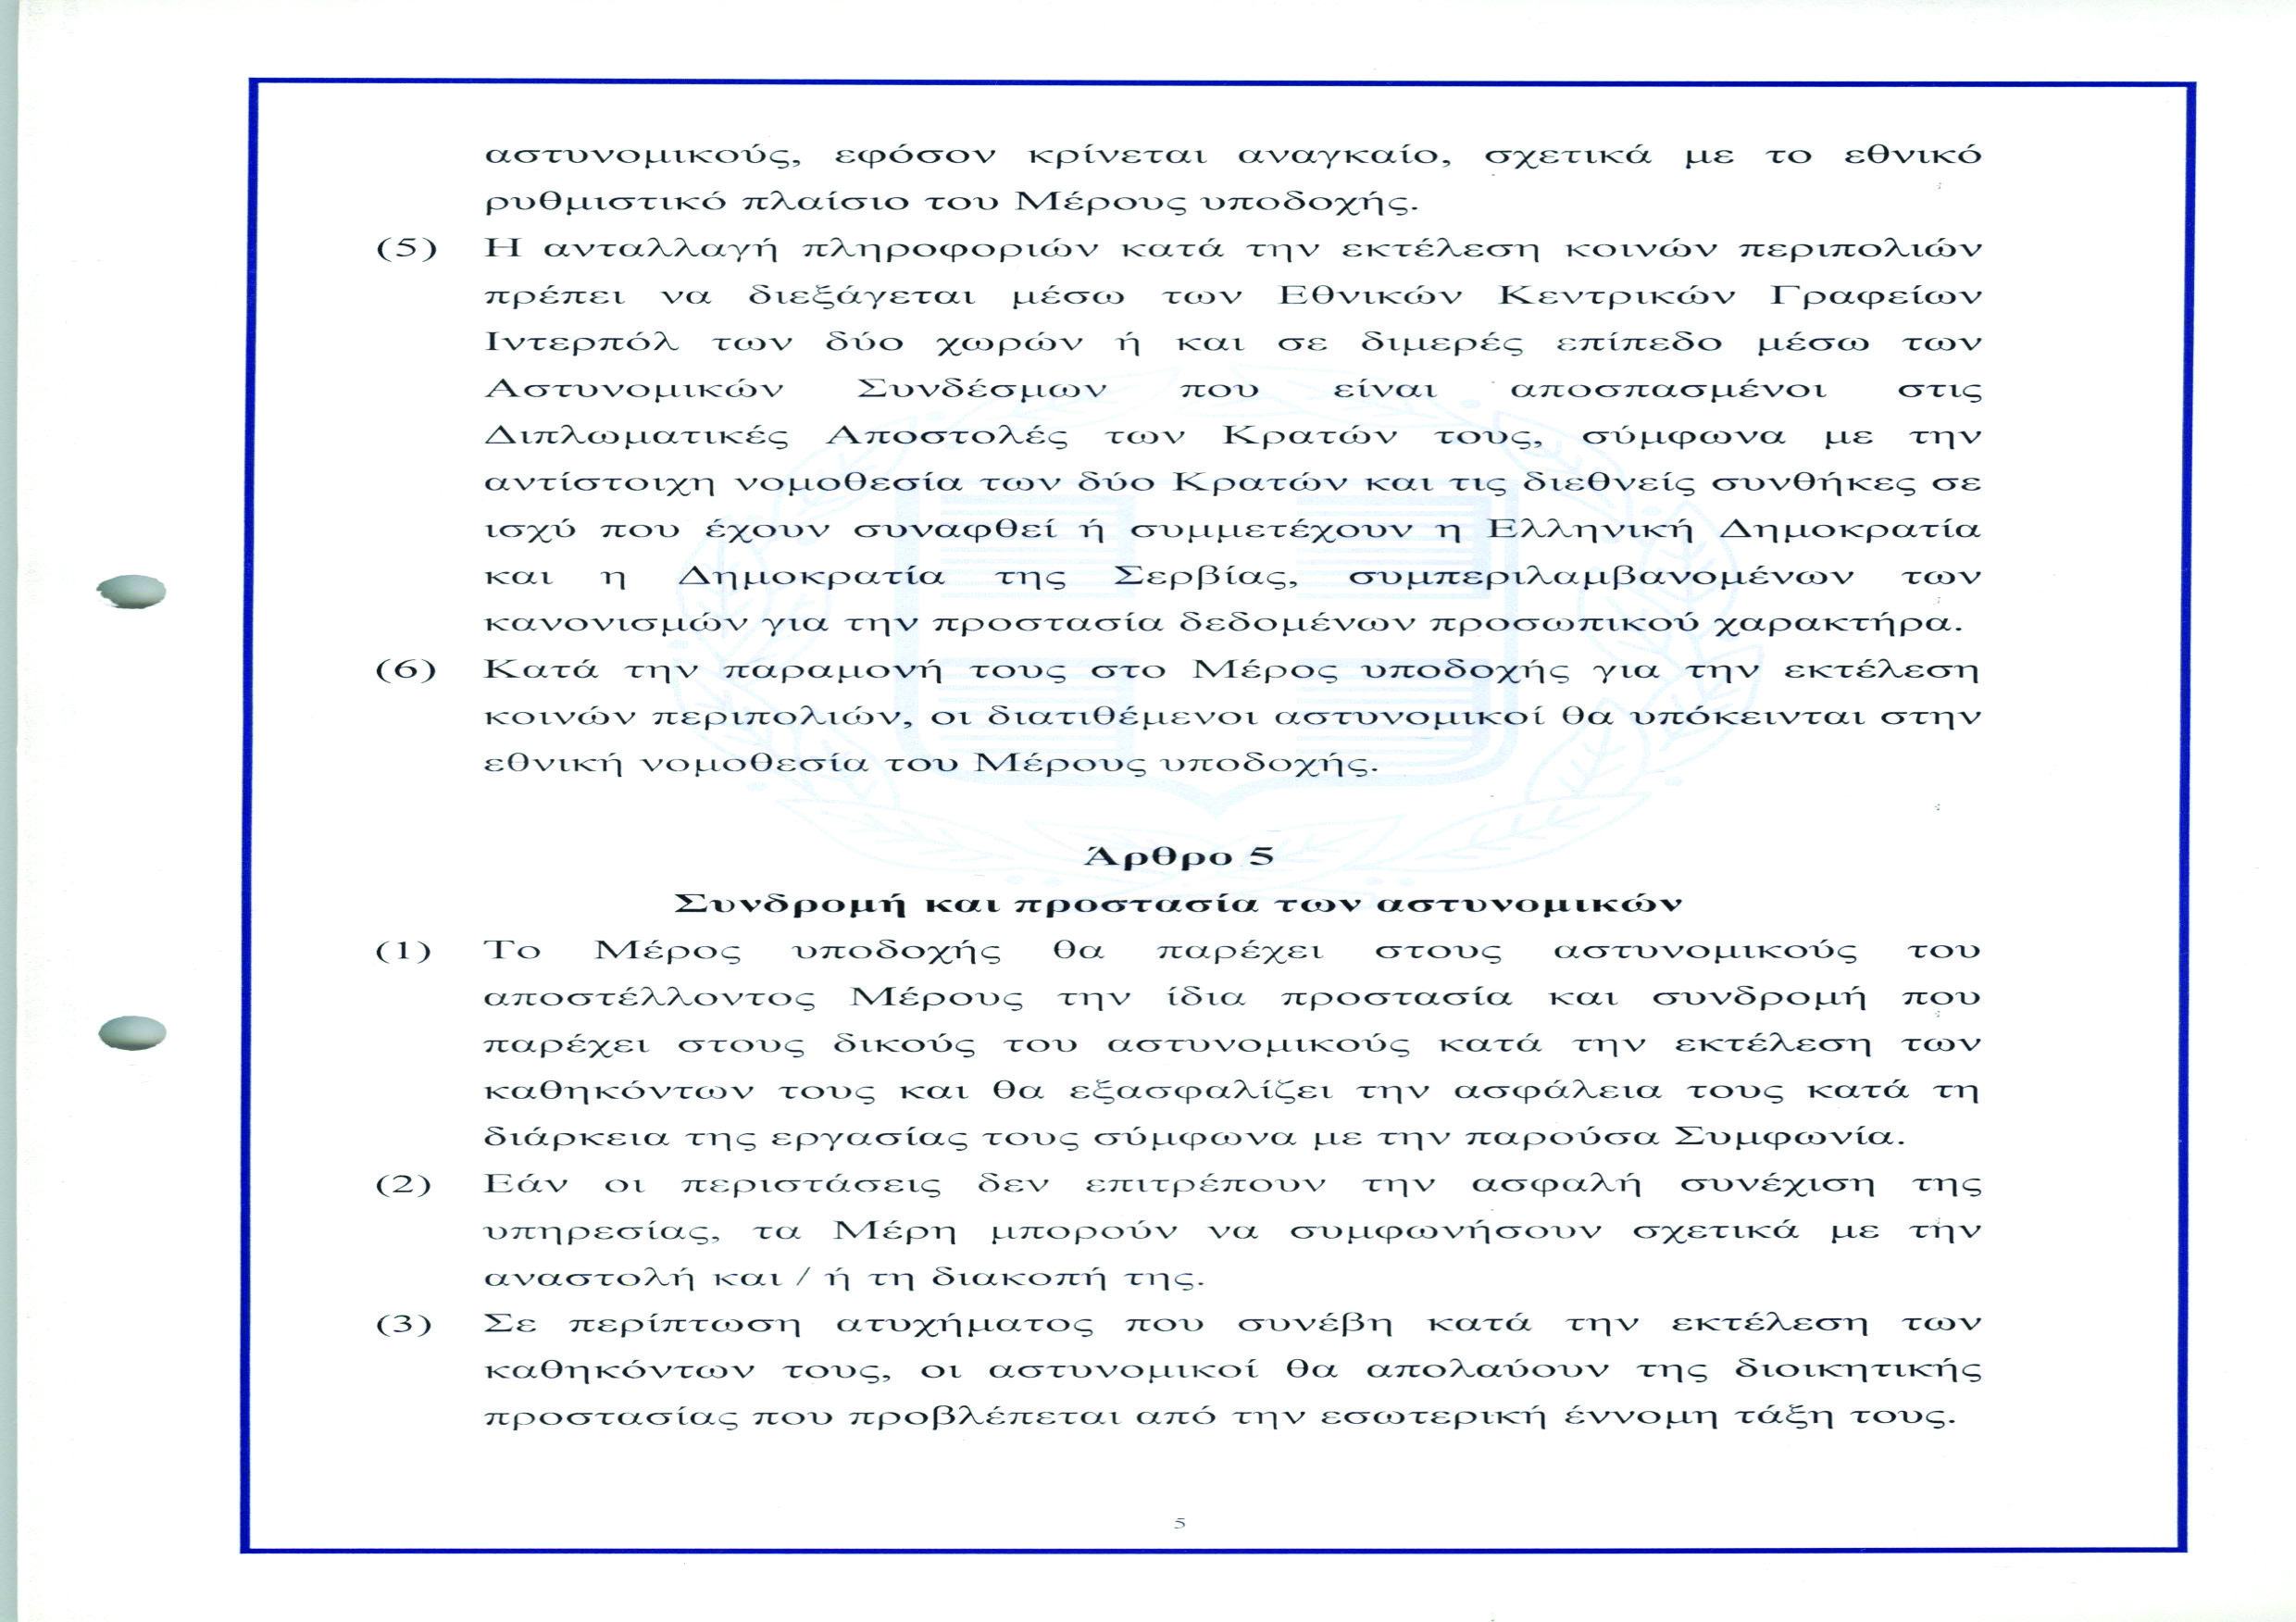 αστυνομικούς, εφόσον κρίνεται αναγκαίο, σχετικά με το εθνικό
ρυθμιστικό πλαίσιο του Μέρους υποδοχής.
(5) Η ανταλλαγή πληροφοριών κατά την εκτέλεση κοινών περιπολιών
πρέπει να διεξάγεται μέσω των Εθνικών Κεντρικών Γραφείων
Ιντερπόλ των δύο χωρών ή και σε διμερές επίπεδο μέσω των
Αστυνομικών Συνδέσμων που είναι αποσπασμένοι στις
Διπλωματικές Αποστολές των Κρατών τους, σύμφωνα με την
αντίστοιχη νομοθεσία των δύο Κρατών και τις διεθνείς συνθήκες σε
ισχύ που έχουν συναφθεί ή συμμετέχουν η Ελληνική Δημοκρατία
και η Δημοκρατία της Σερβίας, συμπεριλαμβανομένων των
κανονισμών για την προστασία δεδομένων προσωπικού χαρακτήρα.
(6) Κατά την παραμονή τους στο Μέρος υποδοχής για την εκτέλεση
κοινών περιπολιών, οι διατιθέμενοι αστυνομικοί θα υπόκεινται στην
εθνική νομοθεσία του Μέρους υποδοχής.
Άρθρο 5
Συνδρομή και προστασία των αστυνομικών
(1) Το Μέρος υποδοχής θα παρέχει στους αστυνομικούς του
αποστέλλοντος Μέρους την ίδια προστασία και συνδρομή που
παρέχει στους δικούς του αστυνομικούς κατά την εκτέλεση των
καθηκόντων τους και θα εξασφαλίζει την ασφάλεια τους κατά τη
διάρκεια της εργασίας τους σύμφωνα με την παρούσα Συμφωνία.
(2) Εάν οι περιστάσεις δεν επιτρέπουν την ασφαλή συνέχιση της
υπηρεσίας, τα Μέρη μπορούν να συμφωνήσουν σχετικά με την
αναστολή και / ή τη διακοπή της.
(3) Σε περίπτωση ατυχήματος που συνέβη κατά την εκτέλεση των
καθηκόντων τους, οι αστυνομικοί θα απολαύουν της διοικητικής
προστασίας που προβλέπεται από την εσωτερική έννομη τάξη τους.
5